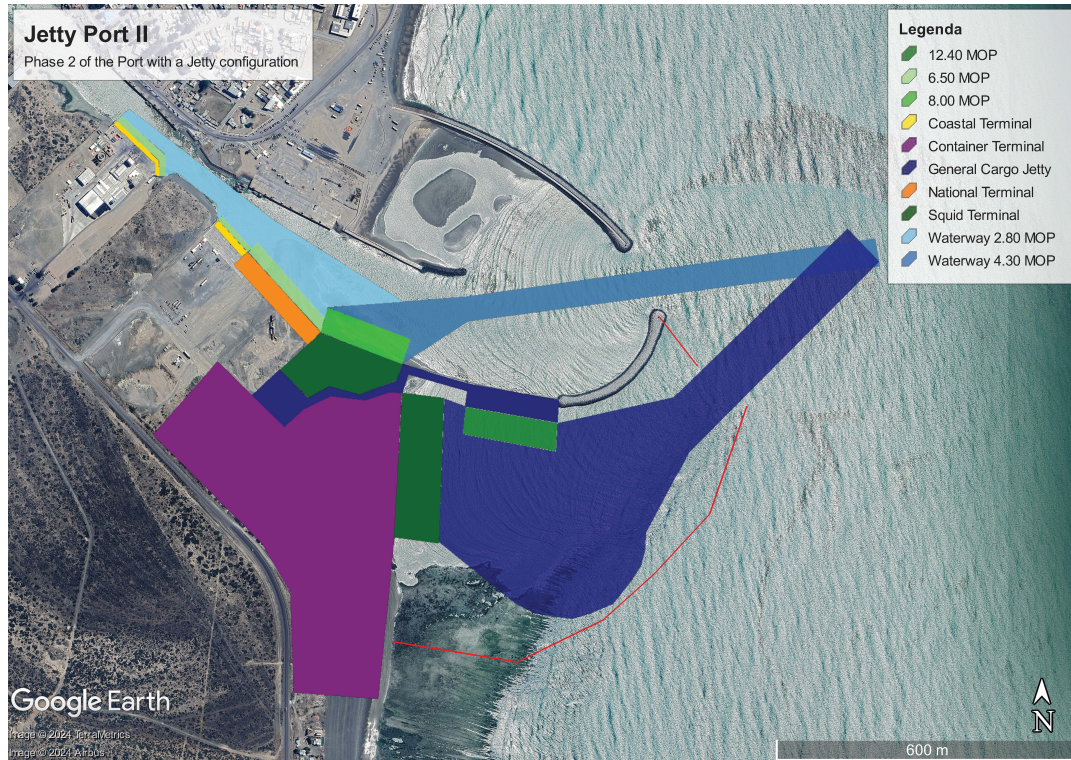 Jetty Port II
Phase 2 of the Port with a Jetty configuration
Legenda
12.40 MOP
6.50 MOP
8.00 MOP
Coastal Terminal
Container Terminal
General Cargo Jetty
National Terminal
Squid Terminal
Waterway 2.80 MOP
Waterway 4.30 MOP
Google Earth
Image © 2024 TerraMetrics
Image © 2024 Airbus
N
600 m